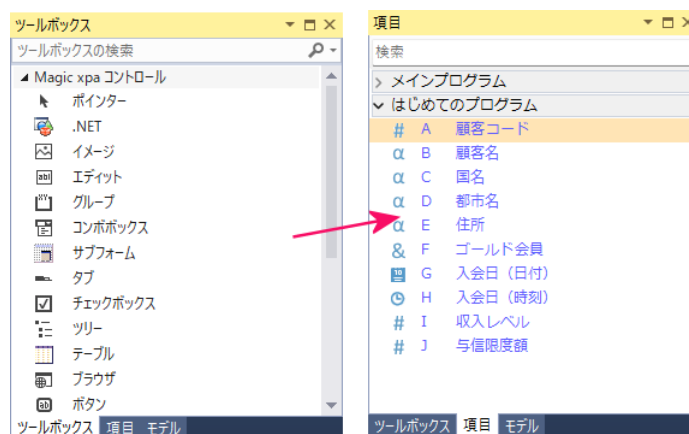 ツールボックス
ツールボックスの検索
Magic xpa コントロール
ポインター
.NET
イメージ
エディット
グループ
コンボボックス
サブフォーム
タブ
チェックボックス
ツリー
テーブル
ブラウザ
ボタン
ツールボックス 項目 モデル
項目
検索
メインプログラム
はじめてのプログラム
# A 顧客コード
α B 顧客名
α C 国名
α D 都市名
α E 住所
& F ゴールド会員
10 G 入会日（日付）
H 入会日（時刻）
# I 収入レベル
# J 与信限度額
ツールボックス 項目 モデル